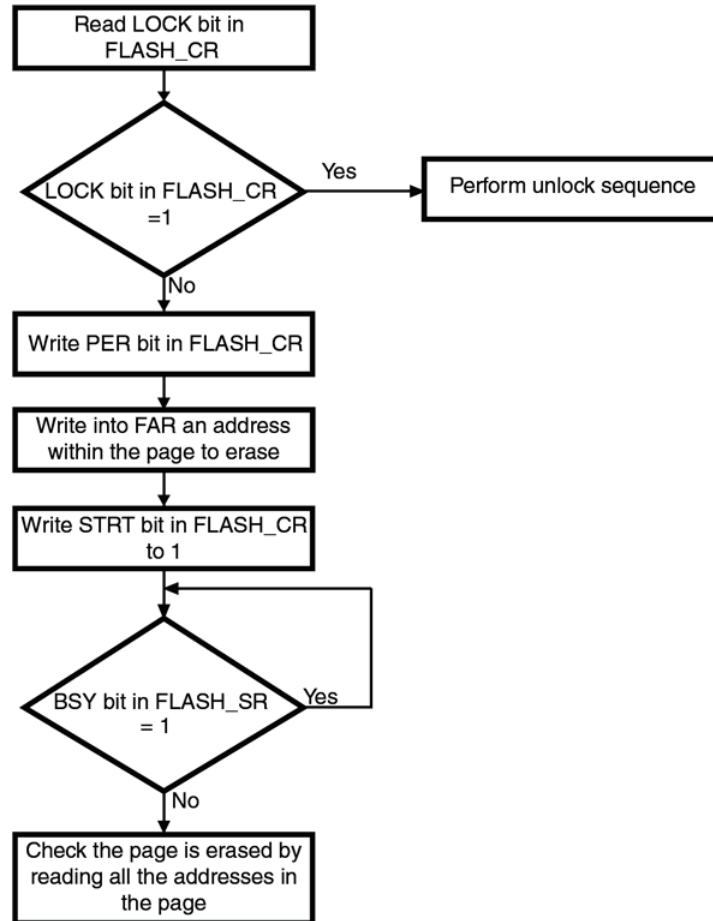 Read LOCK bit in
FLASH_CR
LOCK bit in FLASH_CR
=1
Yes
Perform unlock sequence
No
Write PER bit in FLASH_CR
Write into FAR an address
within the page to erase
Write STRT bit in FLASH_CR
to 1
BSY bit in FLASH_SR
= 1
Yes
No
Check the page is erased by
reading all the addresses in
the page